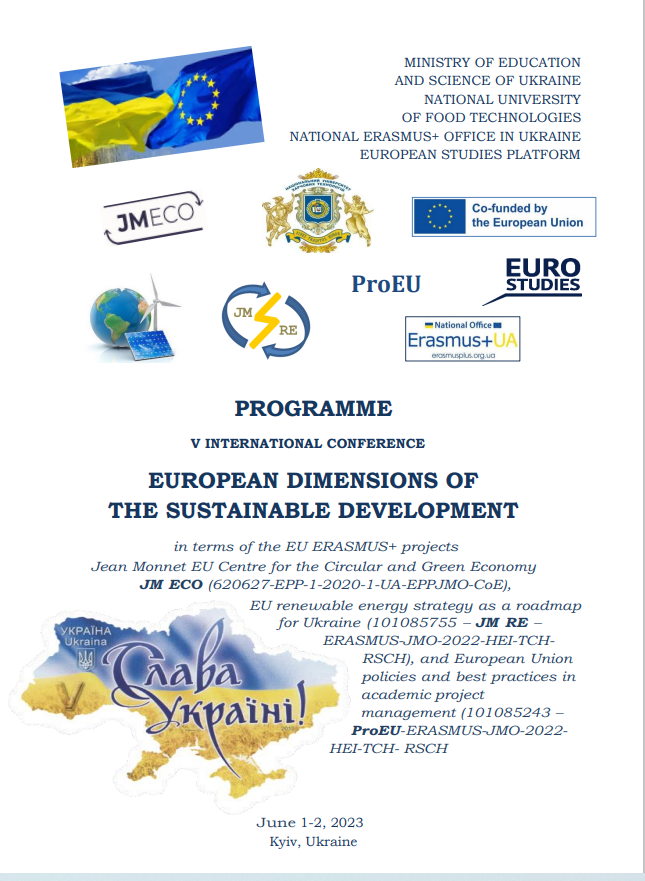 MINISTRY OF EDUCATION
AND SCIENCE OF UKRAINE
NATIONAL UNIVERSITY
OF FOOD TECHNOLOGIES
NATIONAL ERASMUS+ OFFICE IN UKRAINE
EUROPEAN STUDIES PLATFORM
JMECO
НАЦІОНАЛЬНИЙ УНІВЕРСИТЕТ
ХАРЧОВИХ ТЕХНОЛОГІЙ
Co-funded by
the European Union
JM
RE
ProEU
EURO
STUDIES
National Office
Erasmus+UA
erasmusplus.org.ua
PROGRAMME
V INTERNATIONAL CONFERENCE
EUROPEAN DIMENSIONS OF
THE SUSTAINABLE DEVELOPMENT
in terms of the EU ERASMUS+ projects
Jean Monnet EU Centre for the Circular and Green Economy
JM ECO (620627-EPP-1-2020-1-UA-EPPJMO-CoE),
EU renewable energy strategy as a roadmap
for Ukraine (101085755 – JM RE –
ERASMUS-JMO-2022-HEI-TCH-
RSCH), and European Union
policies and best practices in
academic project
management (101085243 –
ProEU-ERASMUS-JMO-2022-
HEI-TCH- RSCH
УКРАЇНА
Ukraina
V
Слава
Україні!
June 1-2, 2023
Kyiv, Ukraine